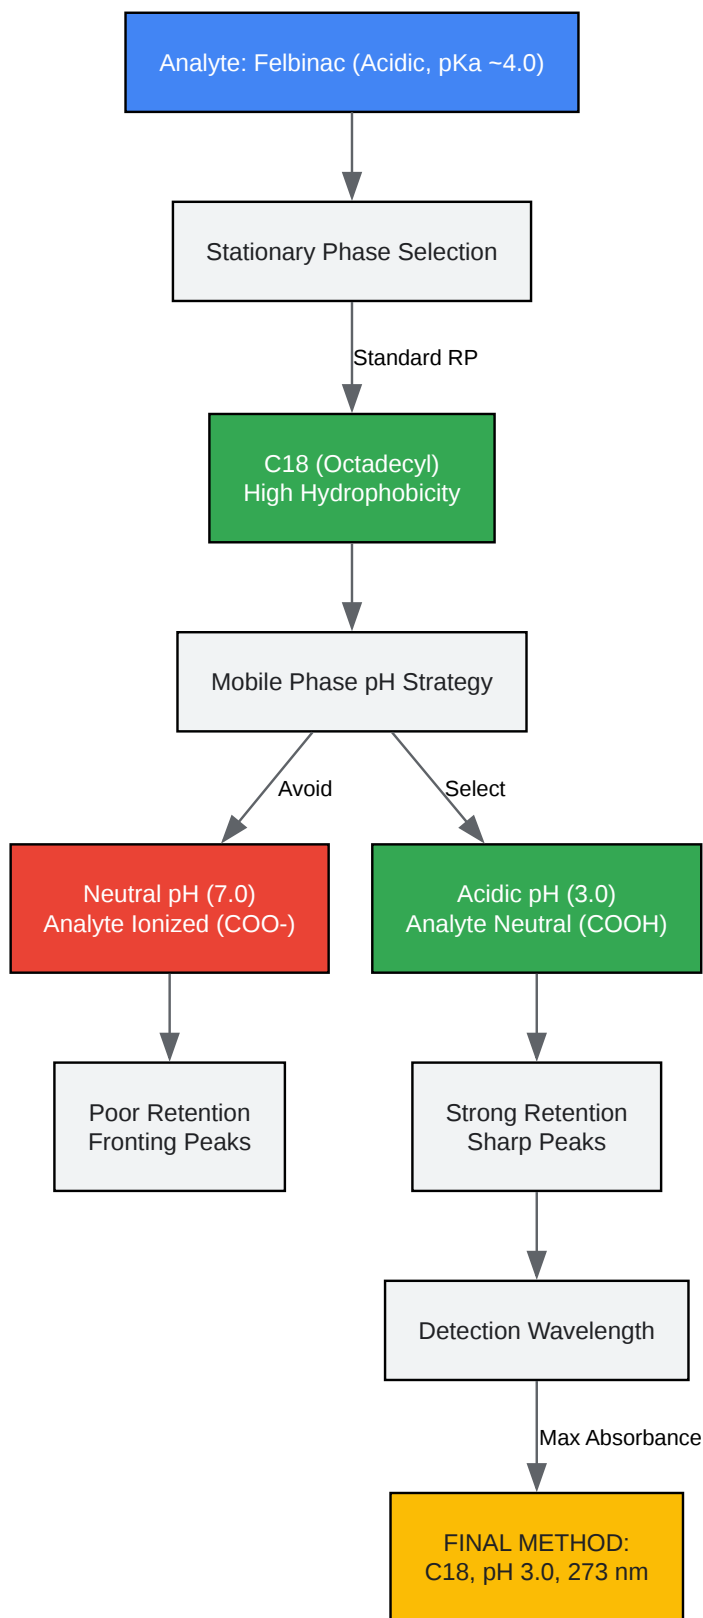 Analyte: Felbinac (Acidic, pKa ~4.0)
Stationary Phase Selection
Standard RP
C18 (Octadecyl)
High Hydrophobicity
Mobile Phase pH Strategy
Avoid
Select
Neutral pH (7.0)
Analyte Ionized (COO-)
Acidic pH (3.0)
Analyte Neutral (COOH)
Poor Retention
Fronting Peaks
Strong Retention
Sharp Peaks
Detection Wavelength
Max Absorbance
FINAL METHOD:
C18, pH 3.0, 273 nm